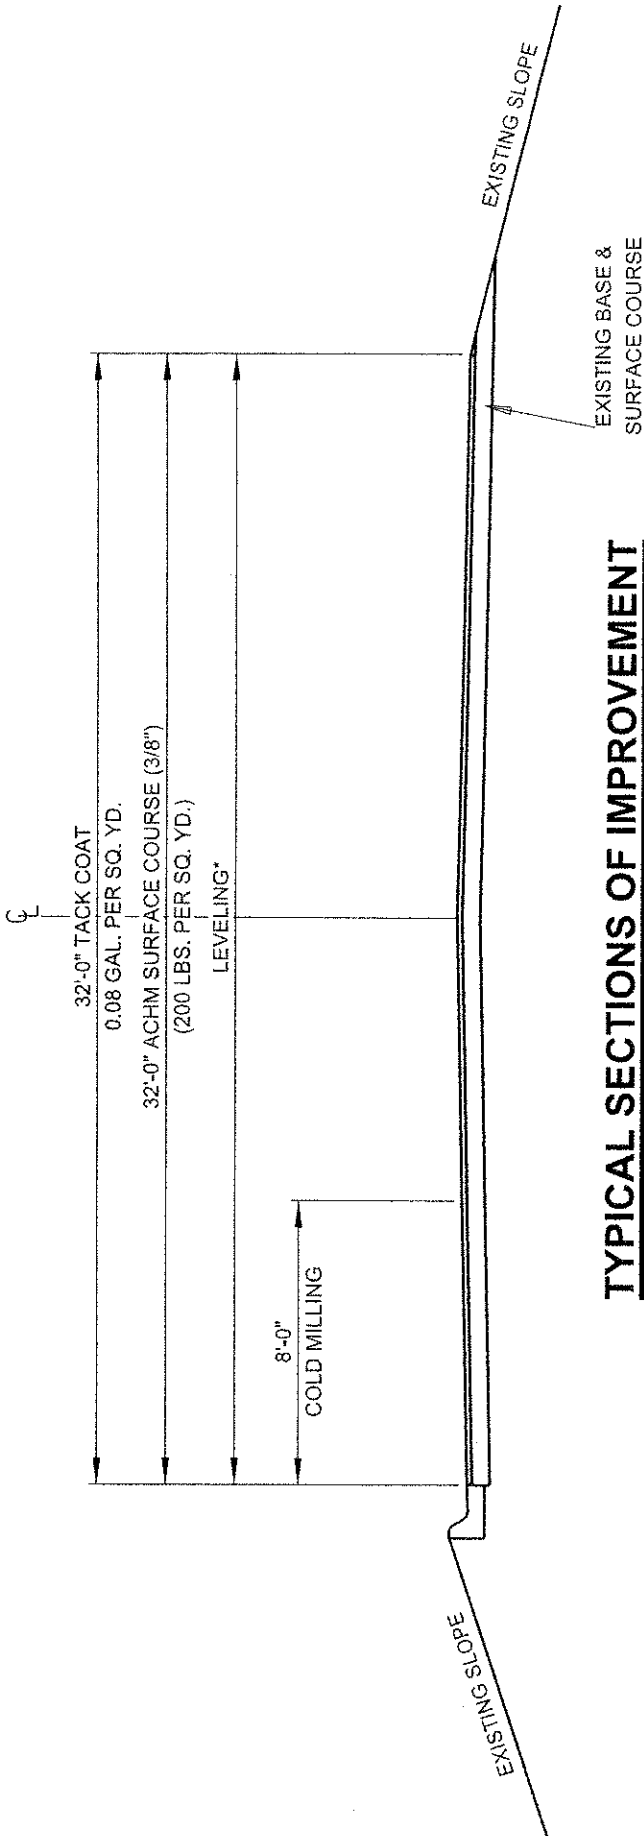 ℄
32'-0" TACK COAT
0.08 GAL. PER SQ. YD.
32'-0" ACHM SURFACE COURSE (3/8")
(200 LBS. PER SQ. YD.)
LEVELING*
8'-0"
COLD MILLING
EXISTING SLOPE
EXISTING SLOPE
EXISTING BASE &
SURFACE COURSE
TYPICAL SECTIONS OF IMPROVEMENT